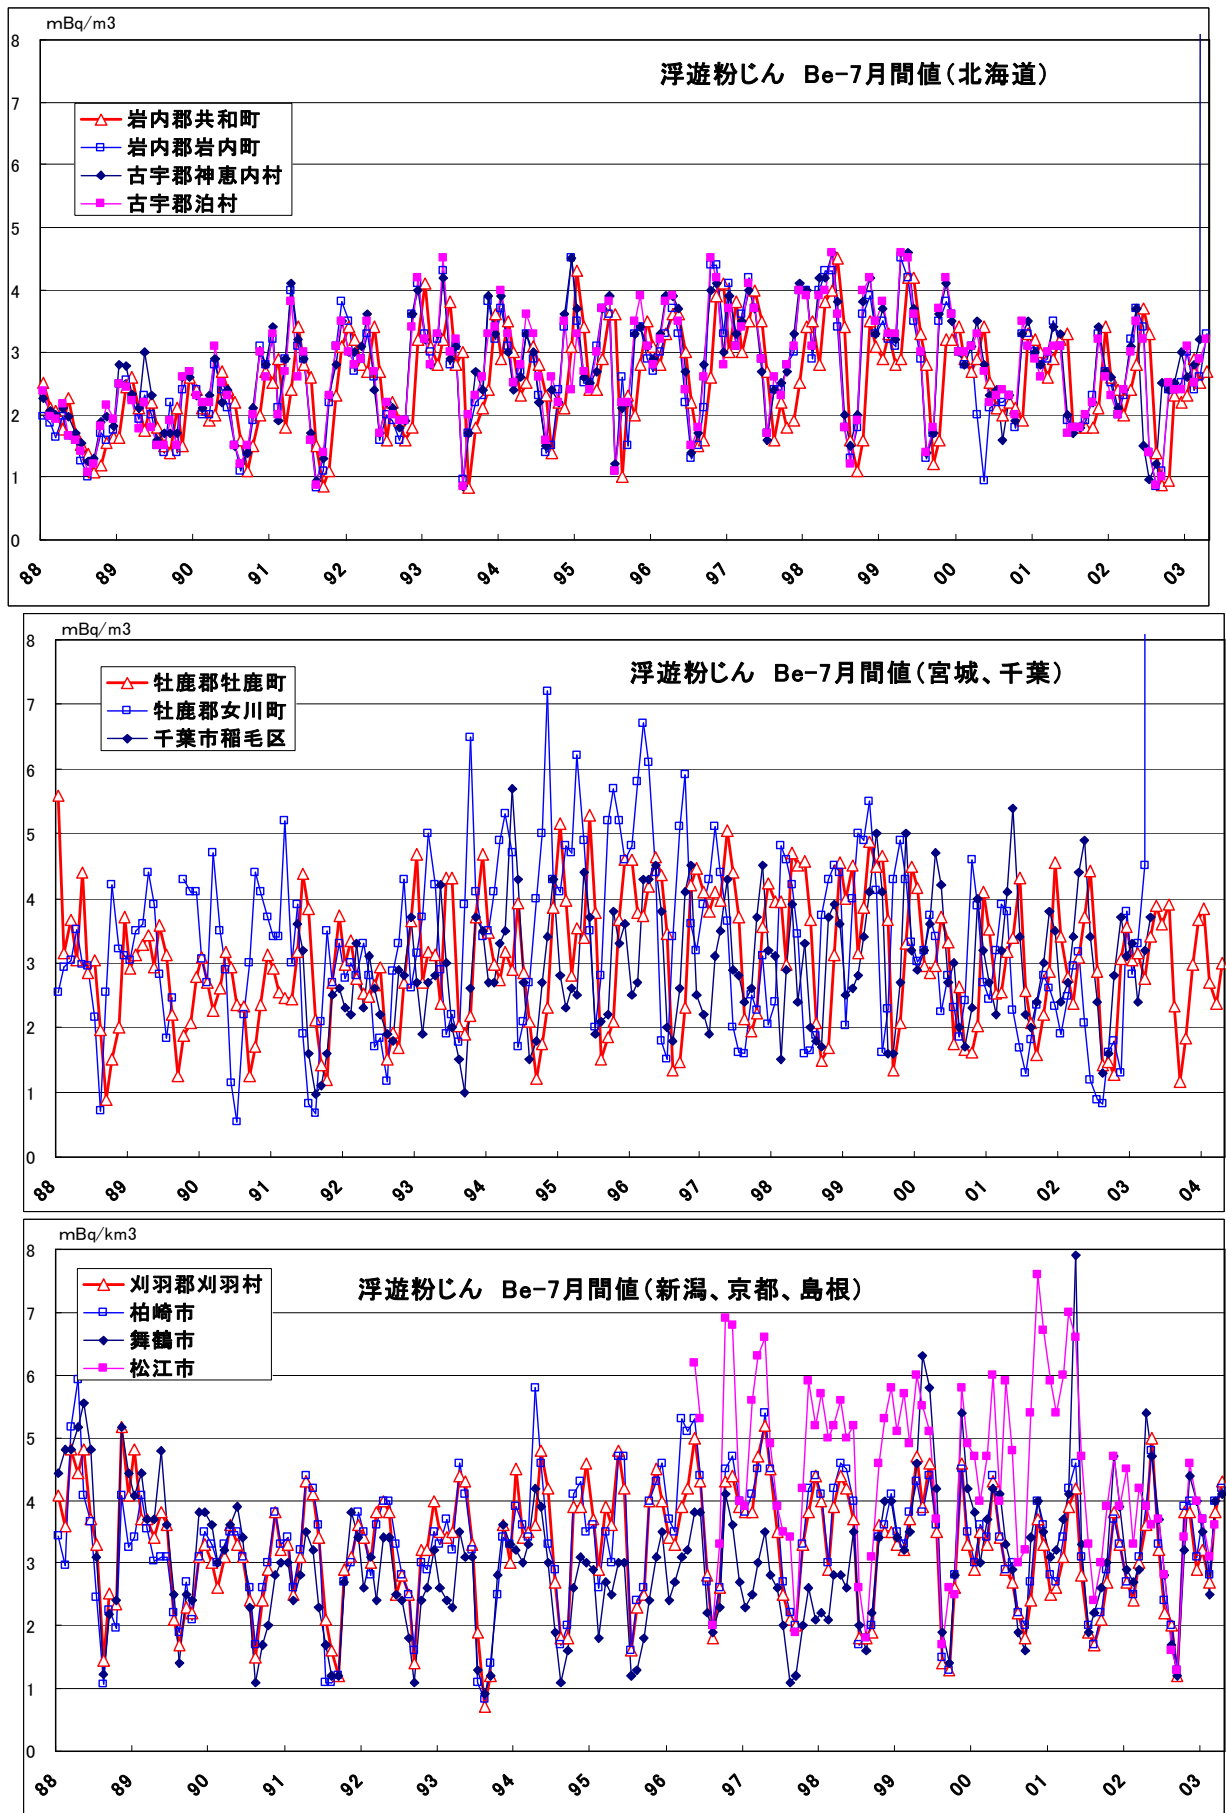 mBq/m3
浮遊粉じん Be-7月間値(北海道)
8
7
6
5
4
3
2
1
0
岩内郡共和町
岩内郡岩内町
古宇郡神恵内村
古宇郡泊村
88 89 90 91 92 93 94 95 96 97 98 99 00 01 02 03
mBq/m3
浮遊粉じん Be-7月間値(宮城、千葉)
8
7
6
5
4
3
2
1
0
牡鹿郡牡鹿町
牡鹿郡女川町
千葉市稲毛区
88 89 90 91 92 93 94 95 96 97 98 99 00 01 02 03 04
mBq/km3
浮遊粉じん Be-7月間値(新潟、京都、島根)
8
7
6
5
4
3
2
1
0
刈羽郡刈羽村
柏崎市
舞鶴市
松江市
88 89 90 91 92 93 94 95 96 97 98 99 00 01 02 03